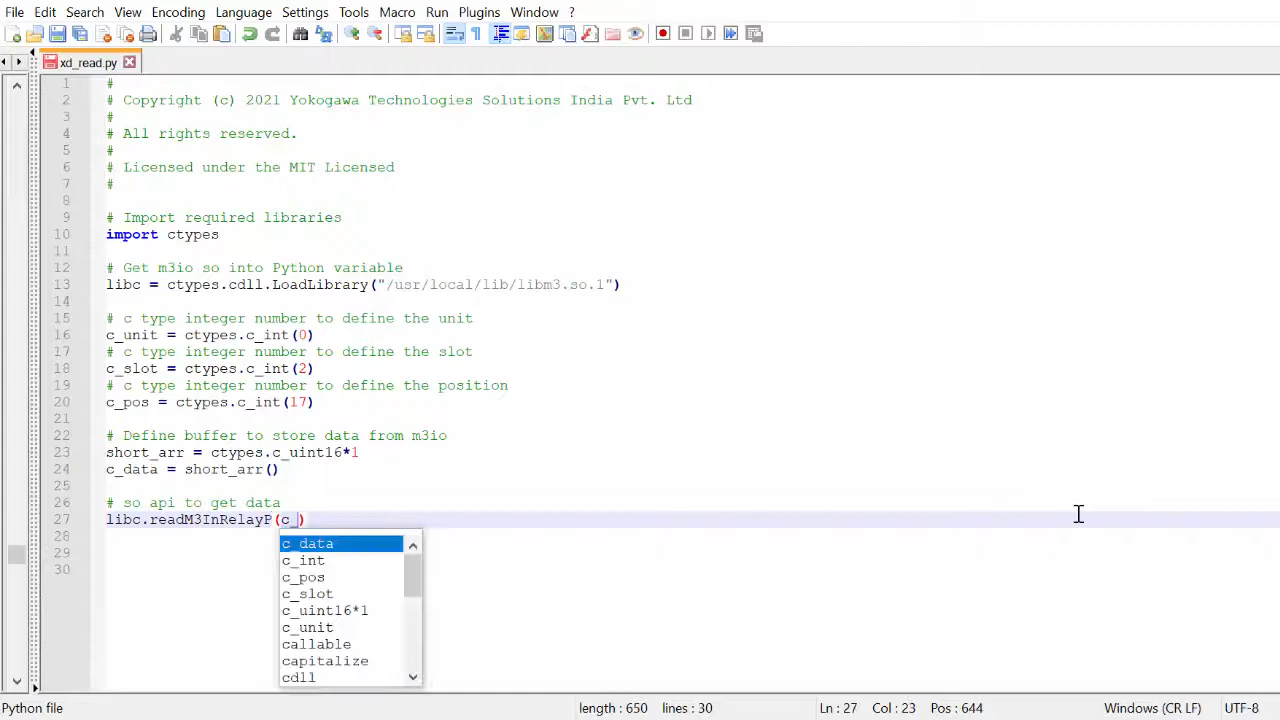 File Edit Search View Encoding Language Settings Tools Macro Run Plugins Window ?
xd_read.py
1 #
2 # Copyright (c) 2021 Yokogawa Technologies Solutions India Pvt. Ltd
3 #
4 # All rights reserved.
5 #
6 # Licensed under the MIT Licensed
7 #
8
9 # Import required libraries
10 import ctypes
11
12 # Get m3io so into Python variable
13 libc = ctypes.cdll.LoadLibrary("/usr/local/lib/libm3.so.1")
14
15 # c type integer number to define the unit
16 c_unit = ctypes.c_int(0)
17 # c type integer number to define the slot
18 c_slot = ctypes.c_int(2)
19 # c type integer number to define the position
20 c_pos = ctypes.c_int(17)
21
22 # Define buffer to store data from m3io
23 short_arr = ctypes.c_uint16*1
24 c_data = short_arr()
25
26 # so api to get data
27 libc.readM3InRelayP(c_)
28
29
30
c_data
c_int
c_pos
c_slot
c_uint16*1
c_unit
callable
capitalize
cdll
Python file length : 650 lines : 30 Ln : 27 Col : 23 Pos : 644 Windows (CR LF) UTF-8